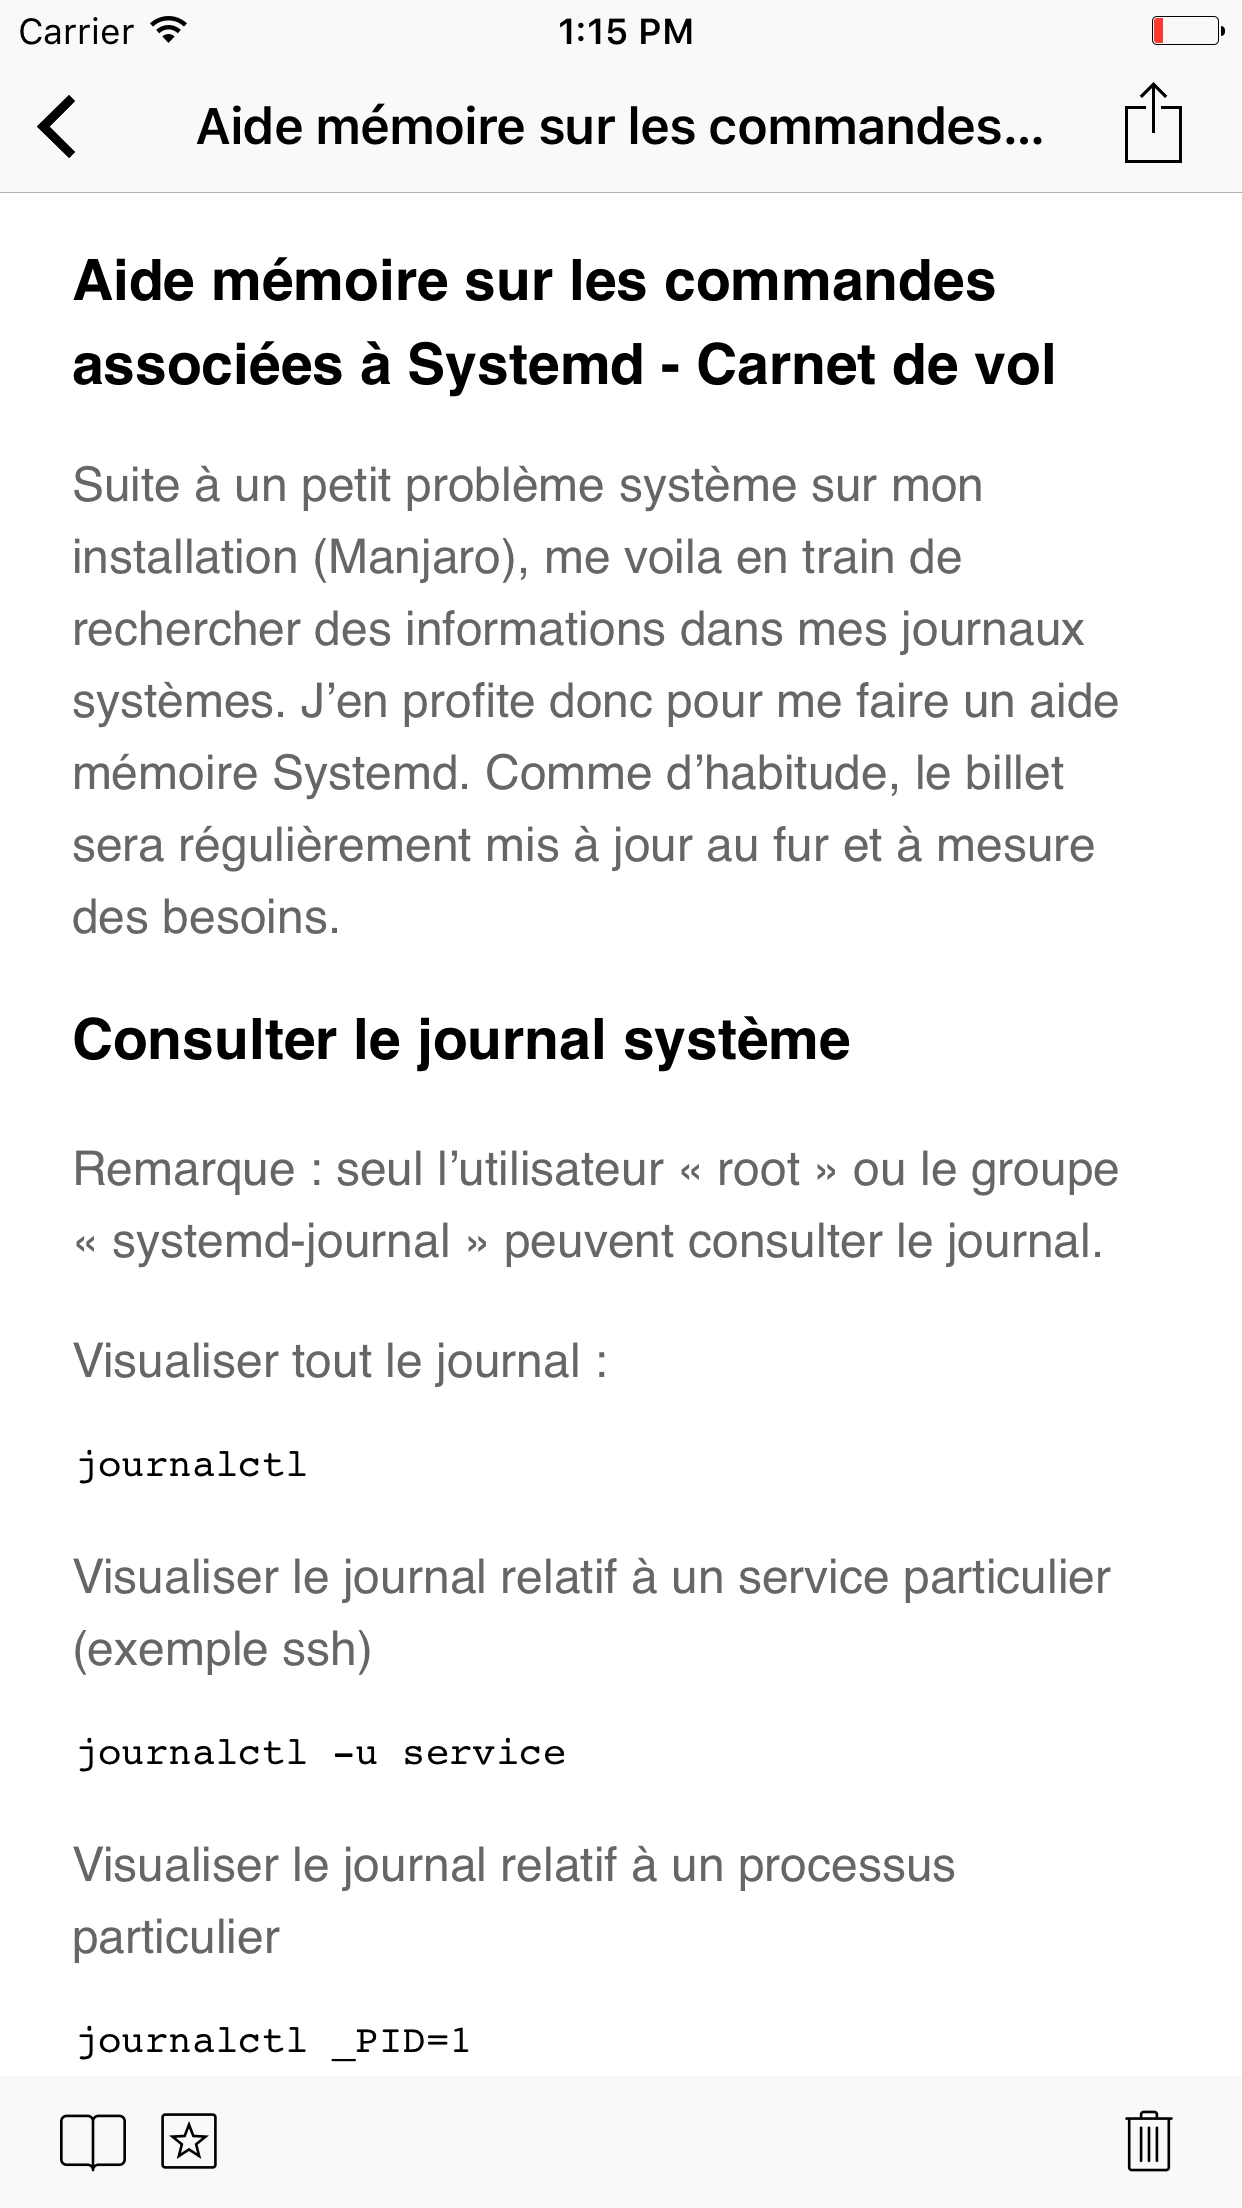 Carrier
1:15 PM
Aide mémoire sur les commandes...
Aide mémoire sur les commandes
associées à Systemd - Carnet de vol
Suite à un petit problème système sur mon
installation (Manjaro), me voila en train de
rechercher des informations dans mes journaux
systèmes. J’en profite donc pour me faire un aide
mémoire Systemd. Comme d’habitude, le billet
sera régulièrement mis à jour au fur et à mesure
des besoins.
Consulter le journal système
Remarque : seul l’utilisateur « root » ou le groupe
« systemd-journal » peuvent consulter le journal.
Visualiser tout le journal :
journalctl
Visualiser le journal relatif à un service particulier
(exemple ssh)
journalctl -u service
Visualiser le journal relatif à un processus
particulier
journalctl _PID=1